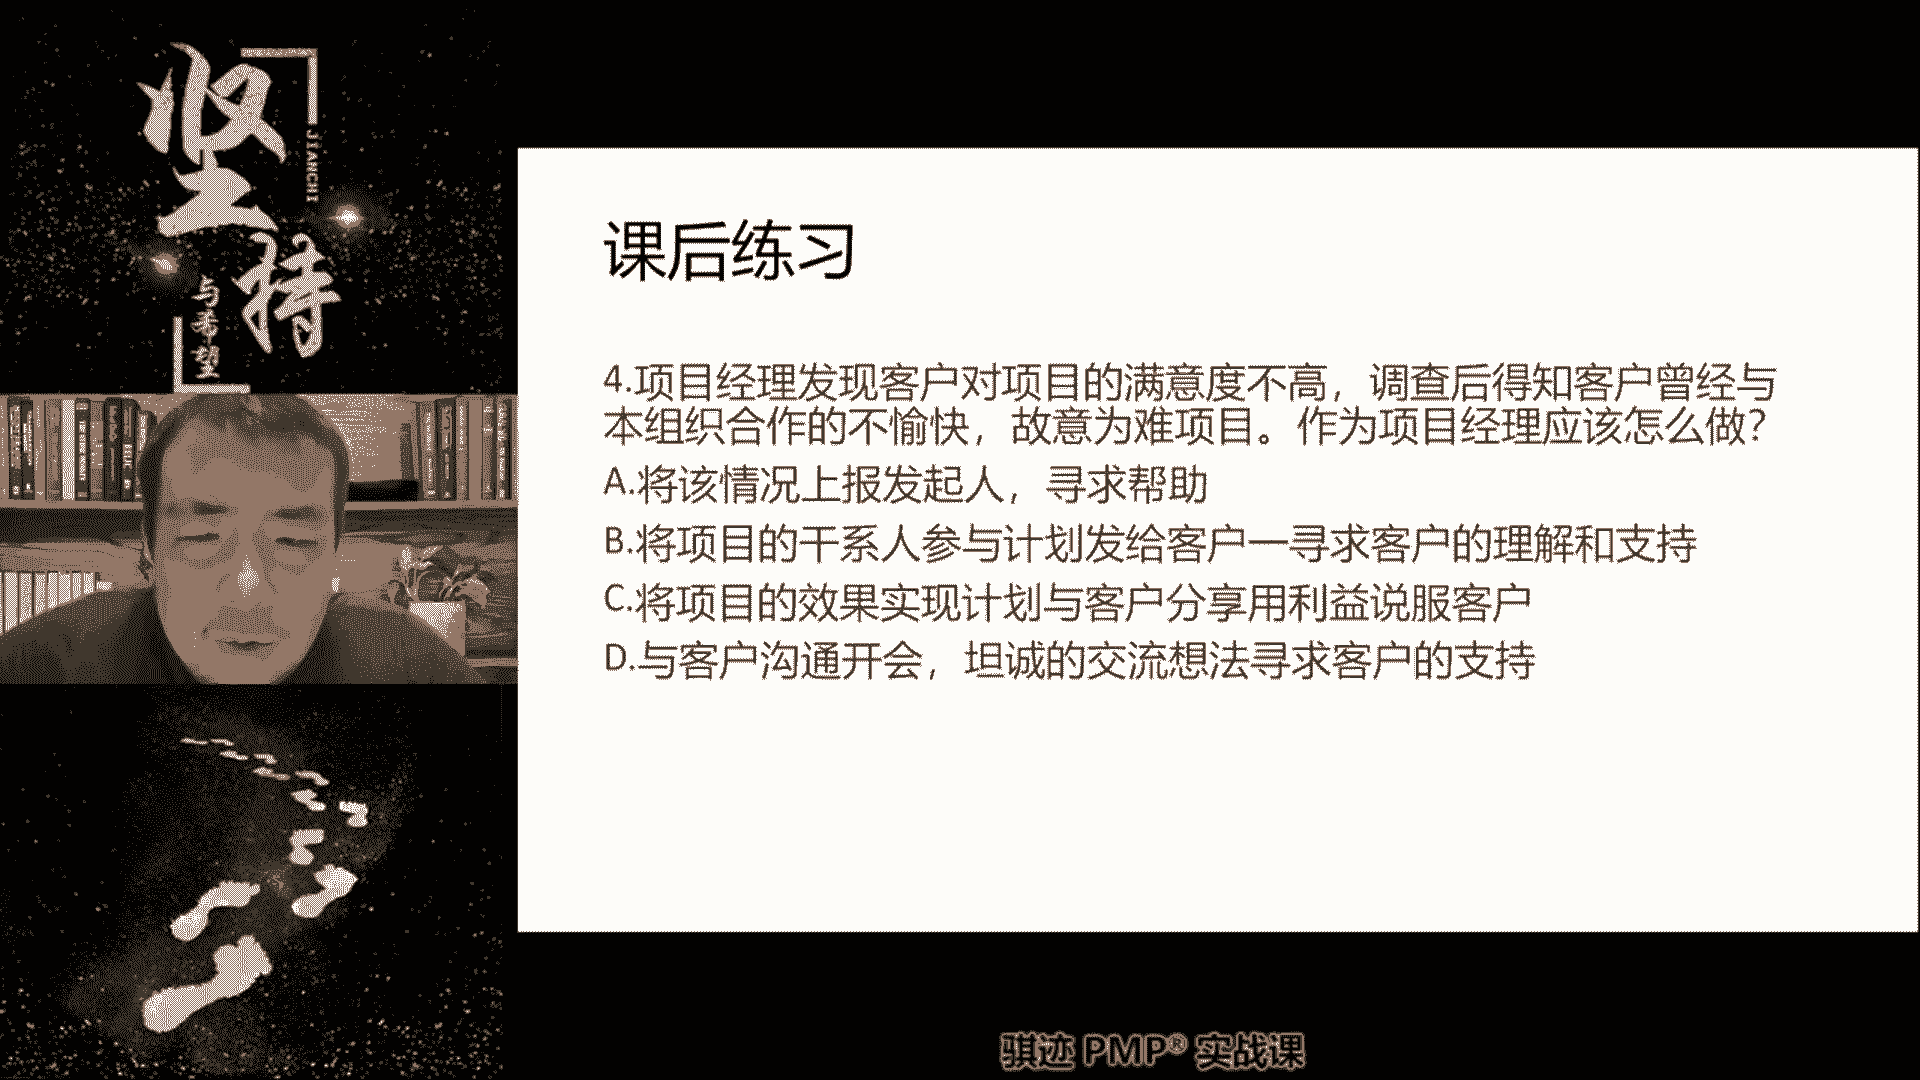 坚持
JIANCHI
与希望
课后练习
4.项目经理发现客户对项目的满意度不高，调查后得知客户曾经与
本组织合作的不愉快，故意为难项目。作为项目经理应该怎么做？
A.将该情况上报发起人，寻求帮助
B.将项目的干系人参与计划发给客户一寻求客户的理解和支持
C.将项目的效果实现计划与客户分享用利益说服客户
D.与客户沟通开会，坦诚的交流想法寻求客户的支持
骐迹 PMP® 实战课